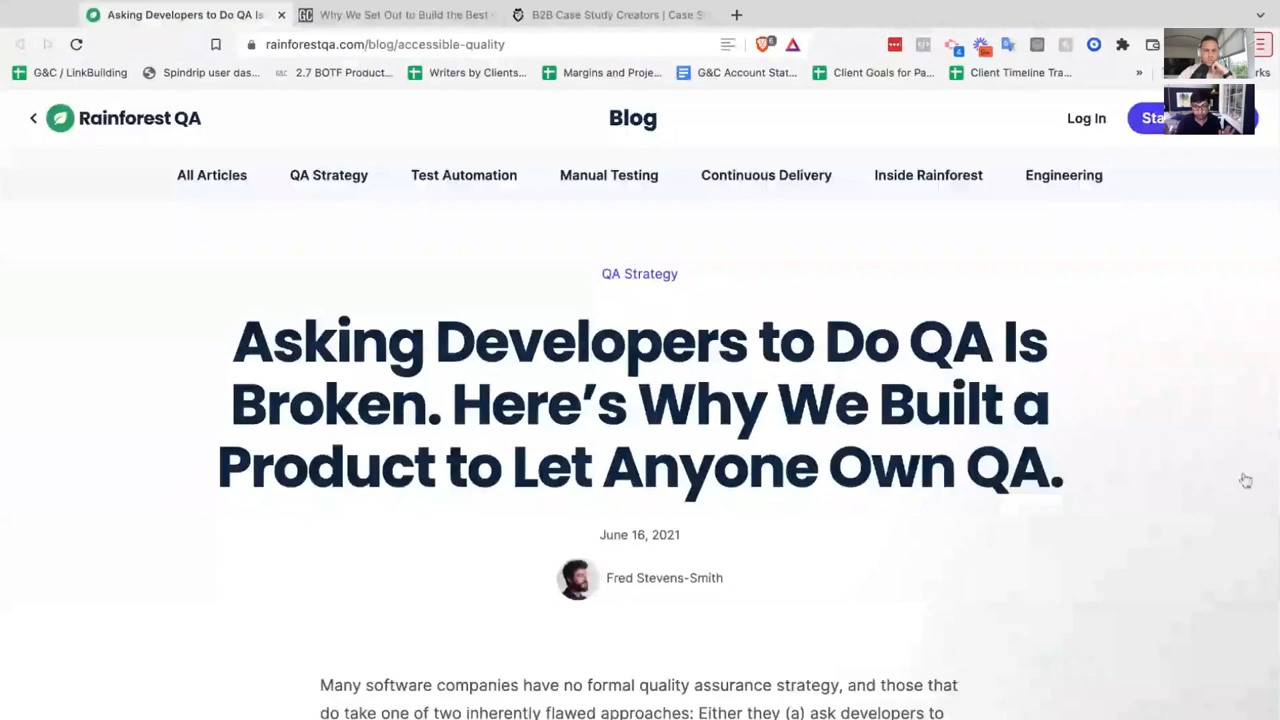 Asking Developers to Do QA Is
Why We Set Out to Build the Best
B2B Case Study Creators | Case S
rainforestqa.com/blog/accessible-quality
G&C / LinkBuilding
Spindrip user das...
2.7 BOTF Product...
Writers by Clients...
Margins and Proje...
G&C Account Stat...
Client Goals for Pa...
Client Timeline Tra...
»
Rainforest QA
Blog
Log In
Sta
All Articles
QA Strategy
Test Automation
Manual Testing
Continuous Delivery
Inside Rainforest
Engineering
QA Strategy
Asking Developers to Do QA Is
Broken. Here’s Why We Built a
Product to Let Anyone Own QA.
June 16, 2021
Fred Stevens-Smith
Many software companies have no formal quality assurance strategy, and those that
do take one of two inherently flawed approaches: Either they (a) ask developers to